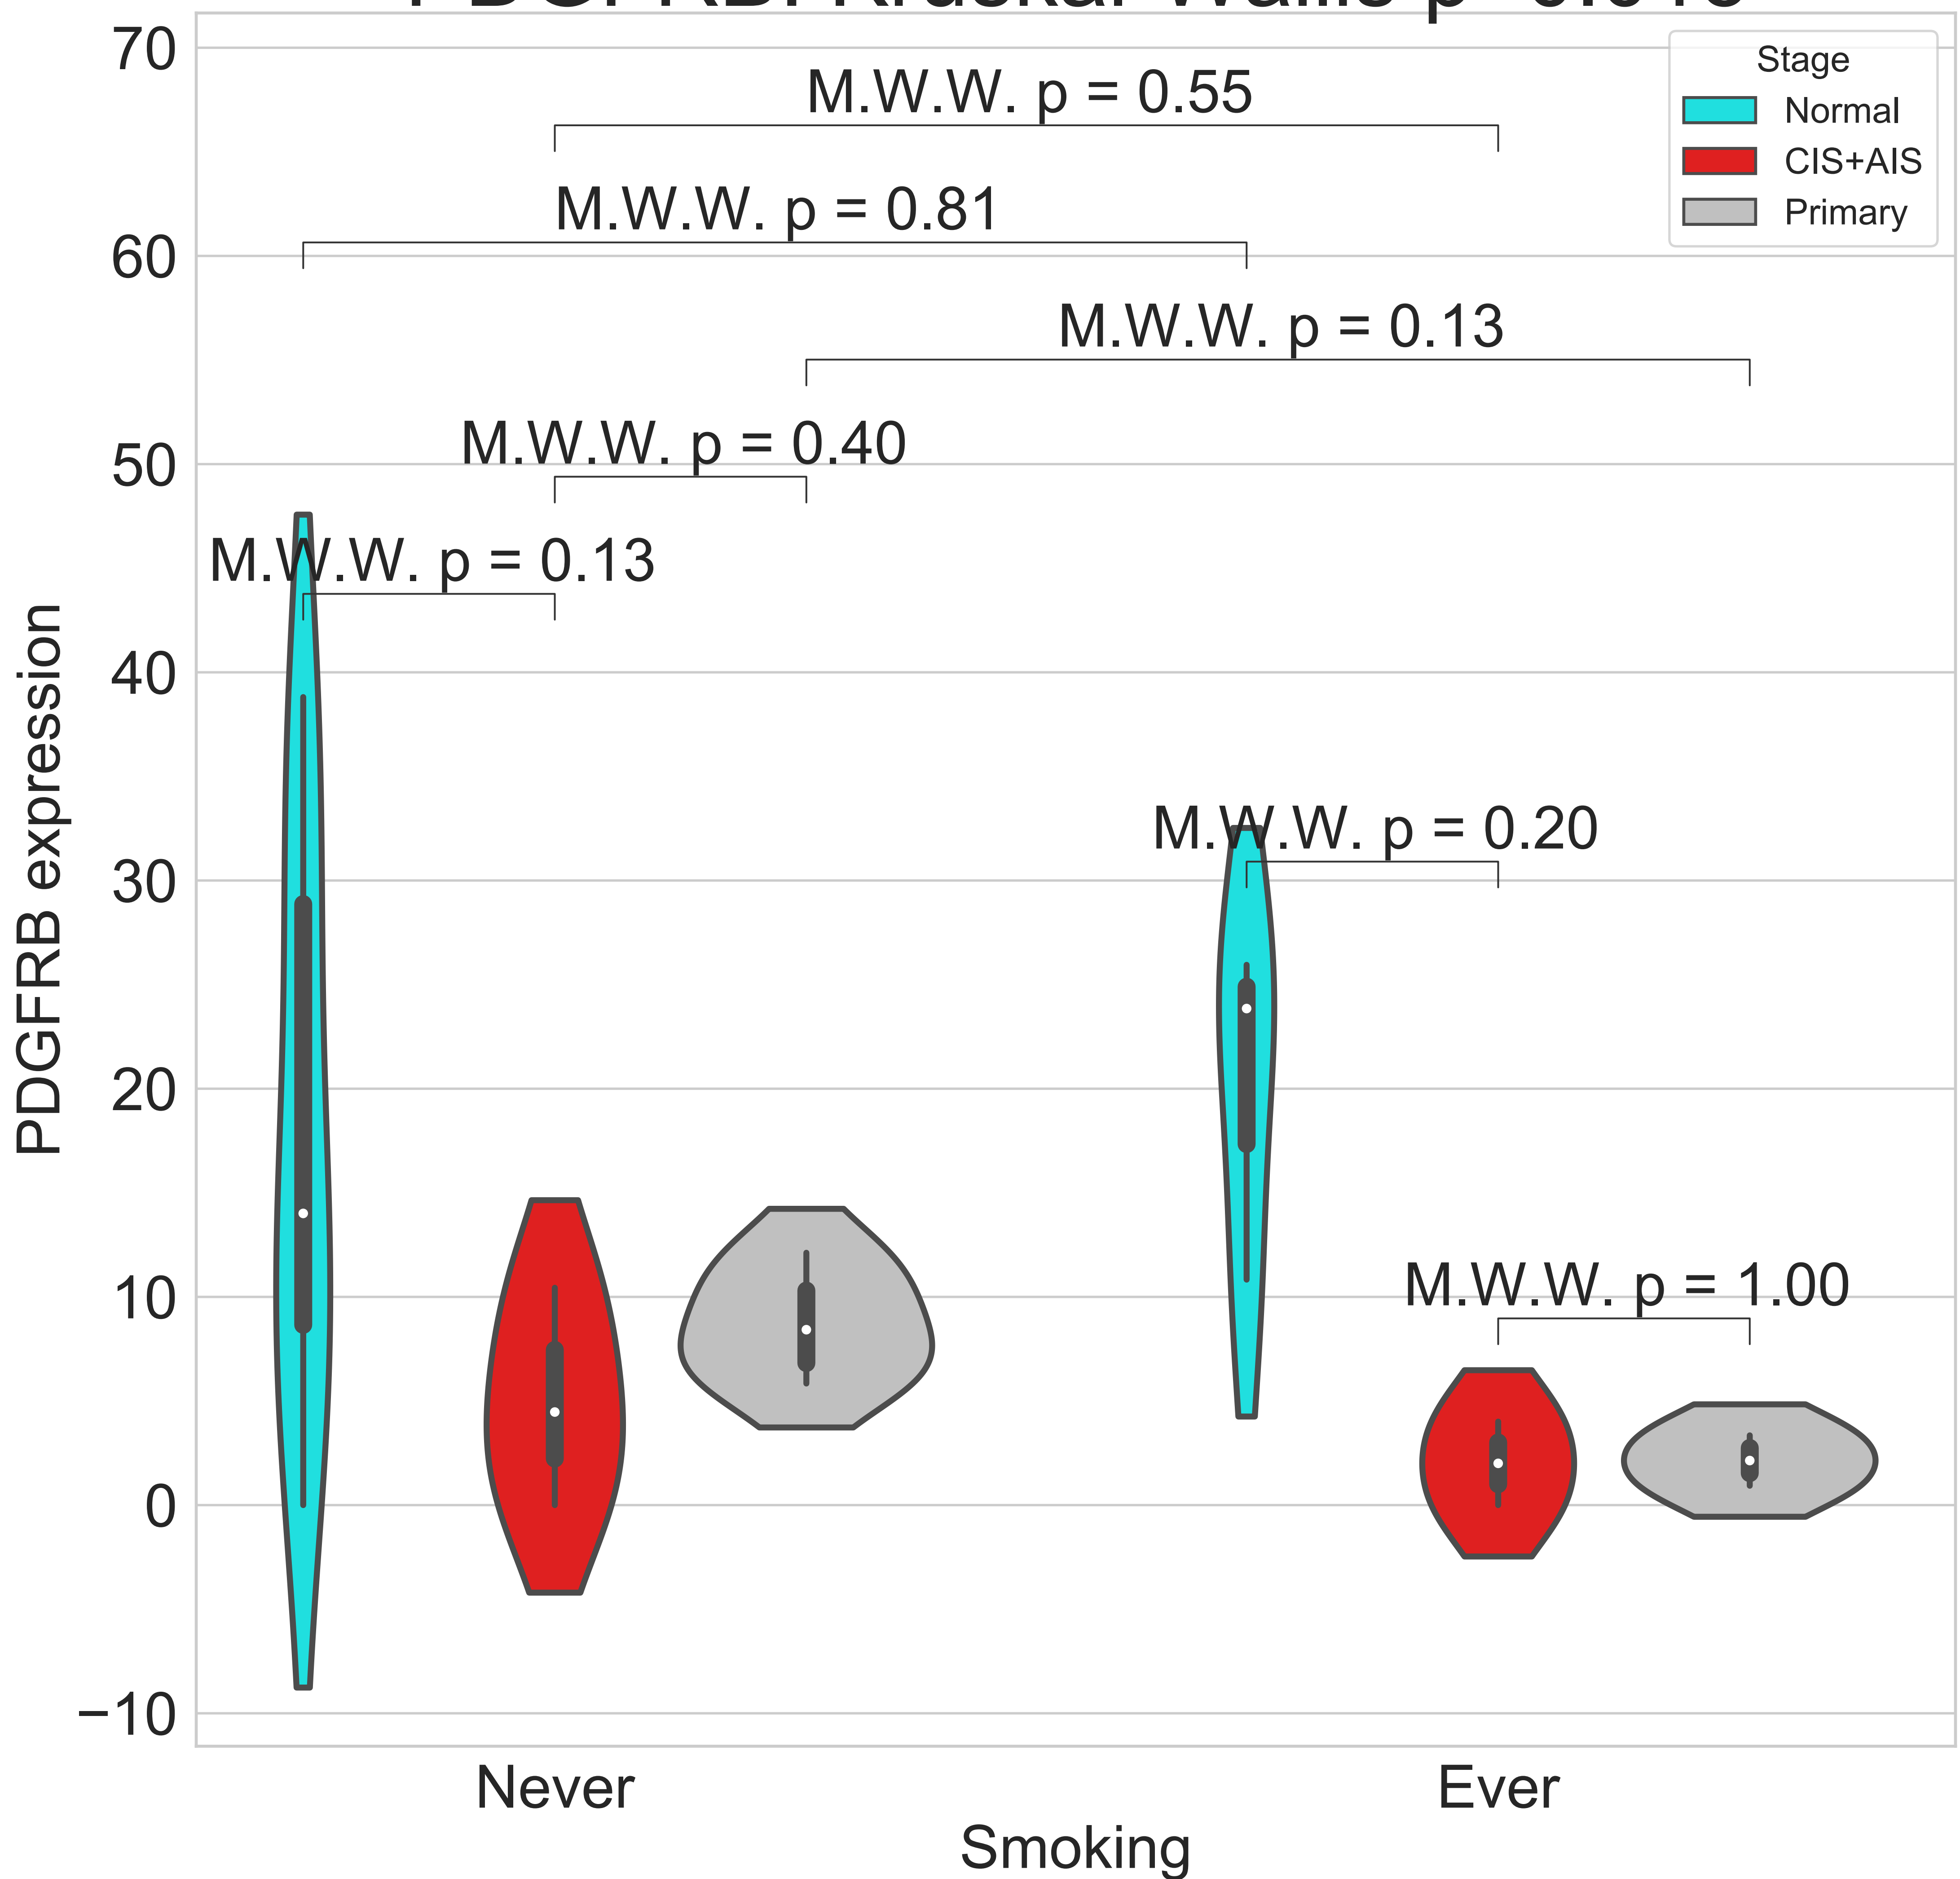 70
60
50
40
30
20
10
0
−10
PDGFRB expression
M.W.W. p = 0.55
M.W.W. p = 0.81
M.W.W. p = 0.13
M.W.W. p = 0.40
M.W.W. p = 0.13
M.W.W. p = 0.20
M.W.W. p = 1.00
Stage
Normal
CIS+AIS
Primary
Never
Ever
Smoking